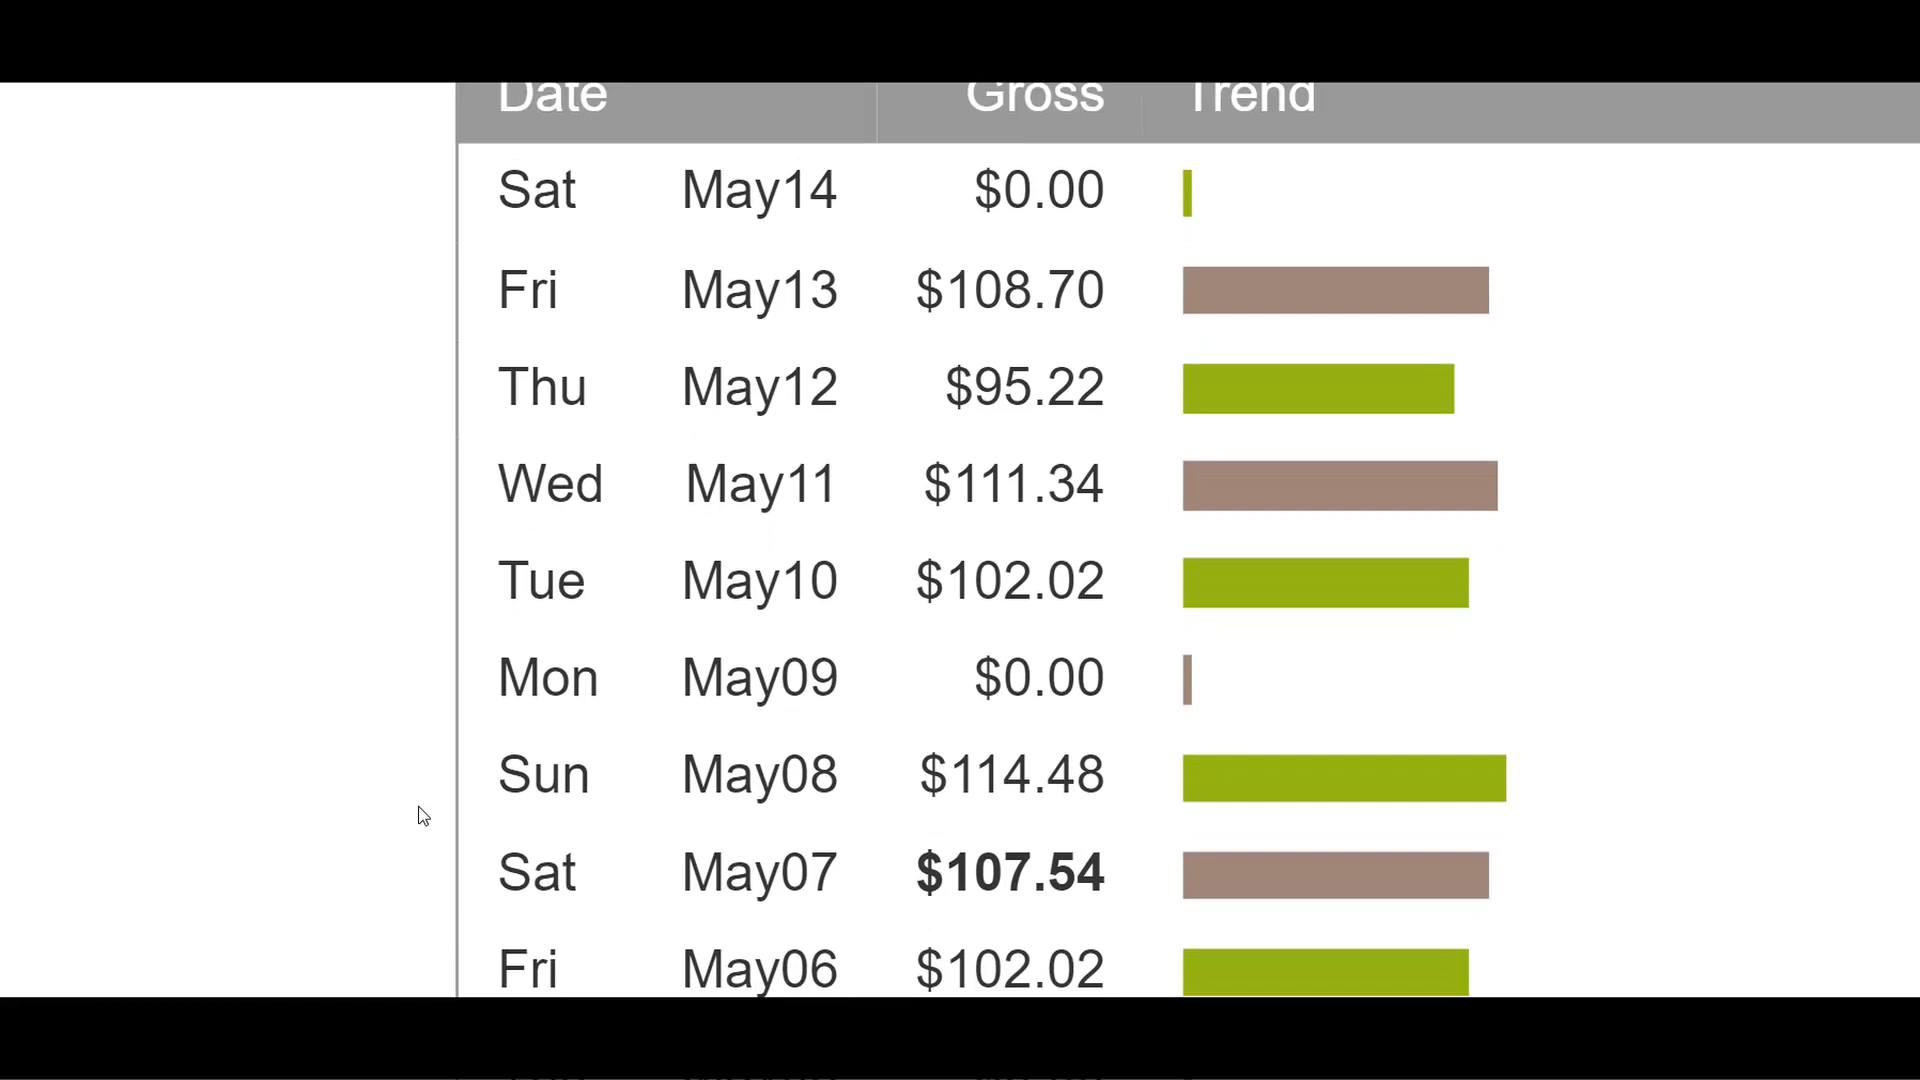 Date Gross Trend
Sat May14 $0.00
Fri May13 $108.70
Thu May12 $95.22
Wed May11 $111.34
Tue May10 $102.02
Mon May09 $0.00
Sun May08 $114.48
Sat May07 $107.54
Fri May06 $102.02